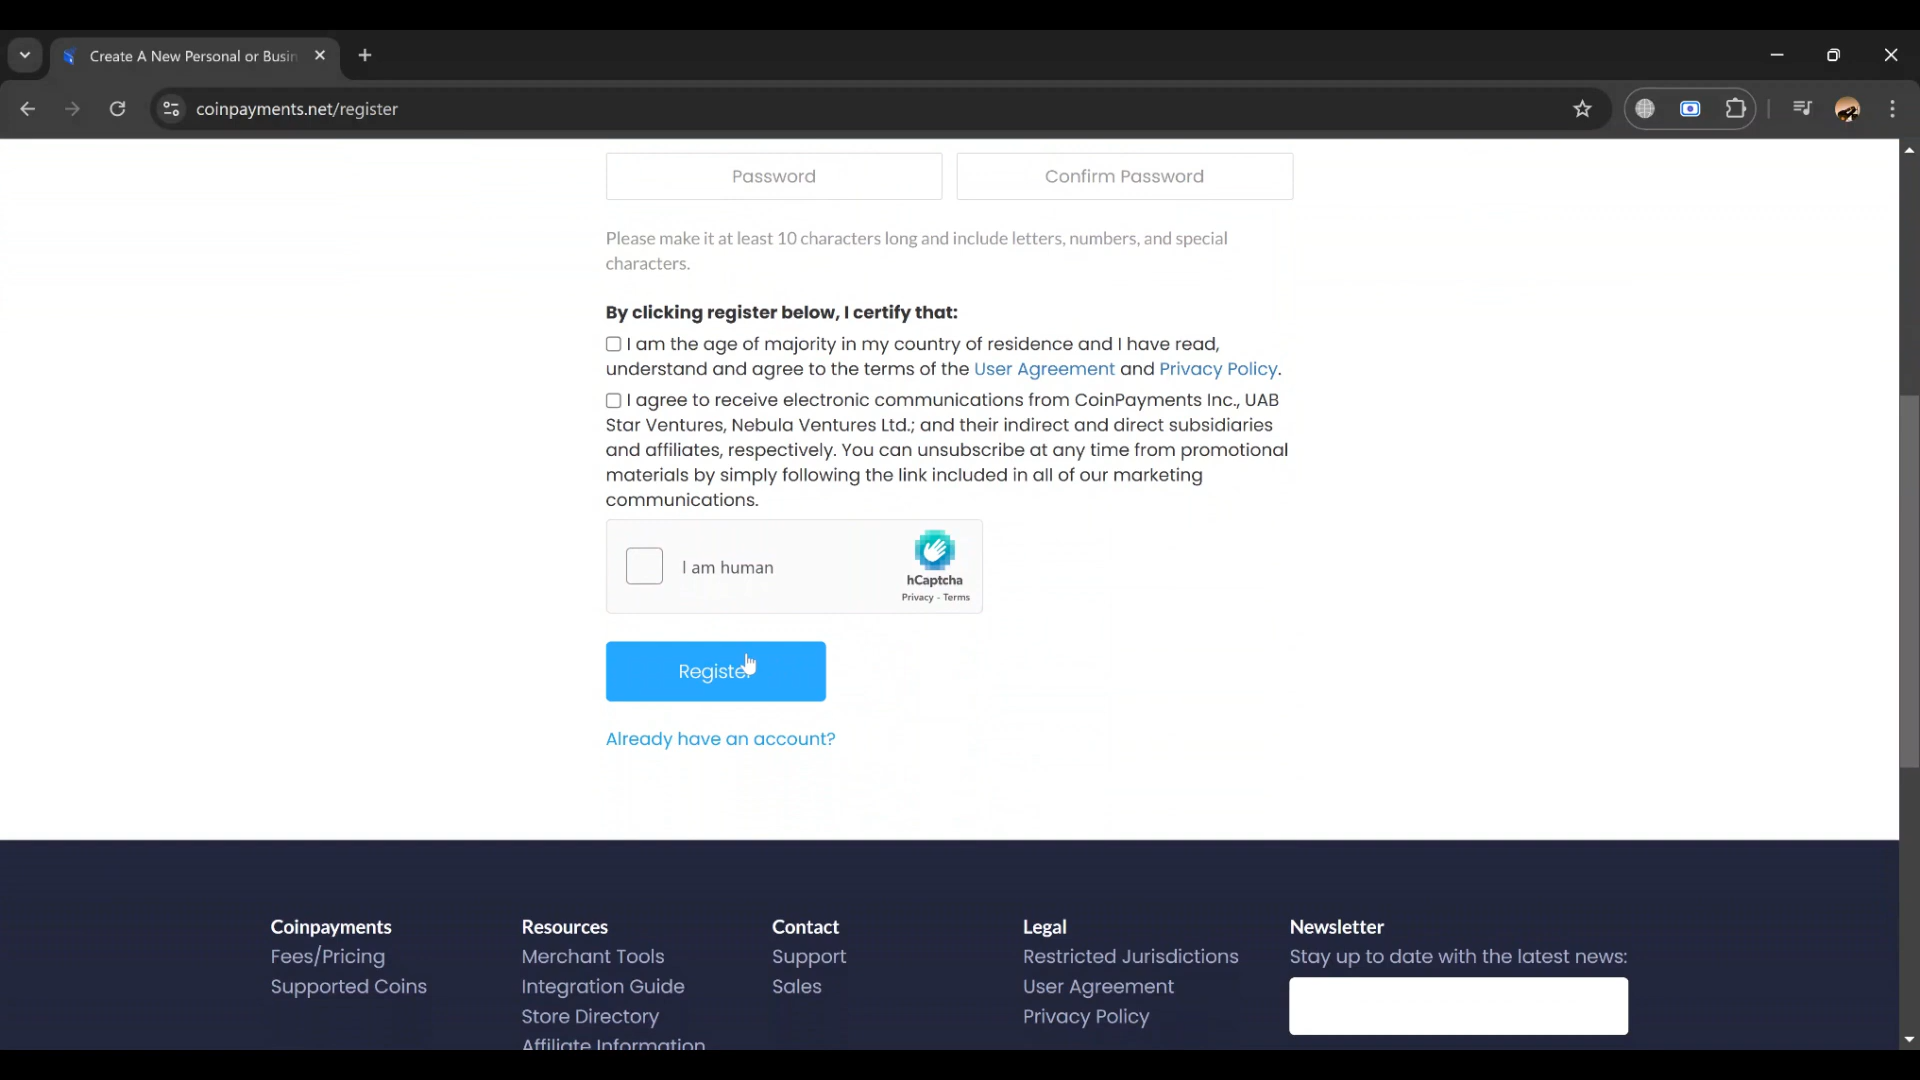 Create A New Personal or Busin
coinpayments.net/register
Password
Confirm Password
Please make it at least 10 characters long and include letters, numbers, and special
characters.
By clicking register below, I certify that:
I am the age of majority in my country of residence and I have read,
understand and agree to the terms of the User Agreement and Privacy Policy.
I agree to receive electronic communications from CoinPayments Inc., UAB
Star Ventures, Nebula Ventures Ltd.; and their indirect and direct subsidiaries
and affiliates, respectively. You can unsubscribe at any time from promotional
materials by simply following the link included in all of our marketing
communications.
I am human
hCaptcha
Privacy - Terms
Register
Already have an account?
Coinpayments
Fees/Pricing
Supported Coins
Resources
Merchant Tools
Integration Guide
Store Directory
Affiliate Information
Contact
Support
Sales
Legal
Restricted Jurisdictions
User Agreement
Privacy Policy
Newsletter
Stay up to date with the latest news: